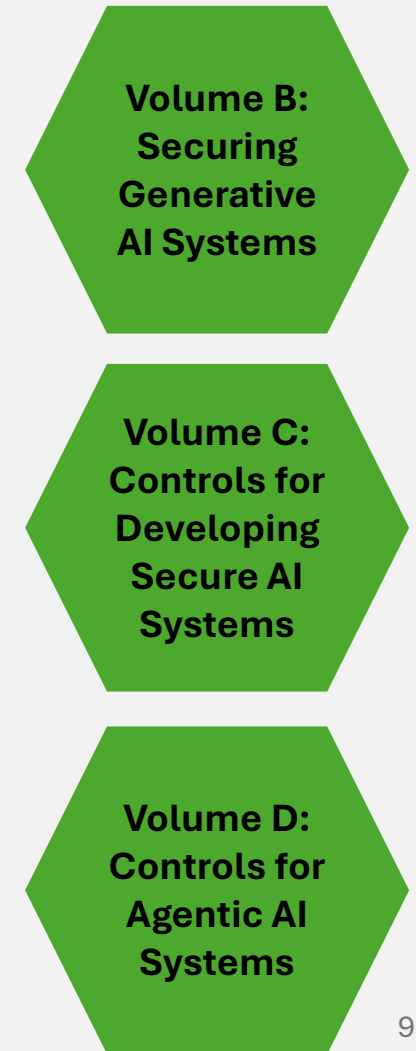 Volume B:
Securing
Generative
AI Systems
Volume C:
Controls for
Developing
Secure AI
Systems
Volume D:
Controls for
Agentic AI
Systems
9